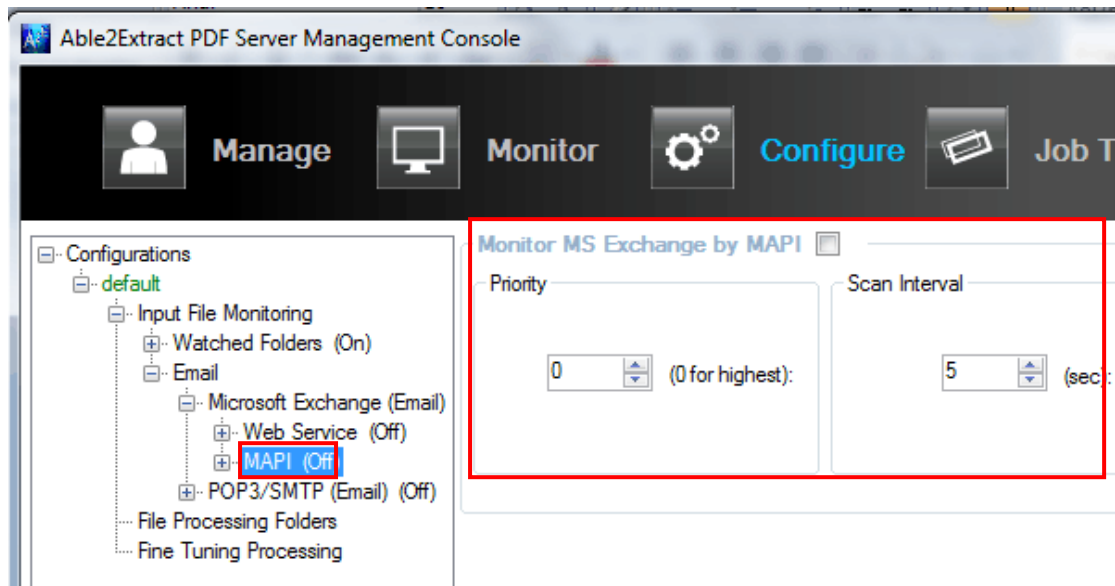 Able2Extract PDF Server Management Console
Manage
Monitor
Configure
Job T
Configurations
default
Input File Monitoring
Watched Folders (On)
Email
Microsoft Exchange (Email)
Web Service (Off)
MAPI (Off)
POP3/SMTP (Email) (Off)
File Processing Folders
Fine Tuning Processing
Monitor MS Exchange by MAPI
Priority
0 (0 for highest):
Scan Interval
5 (sec):